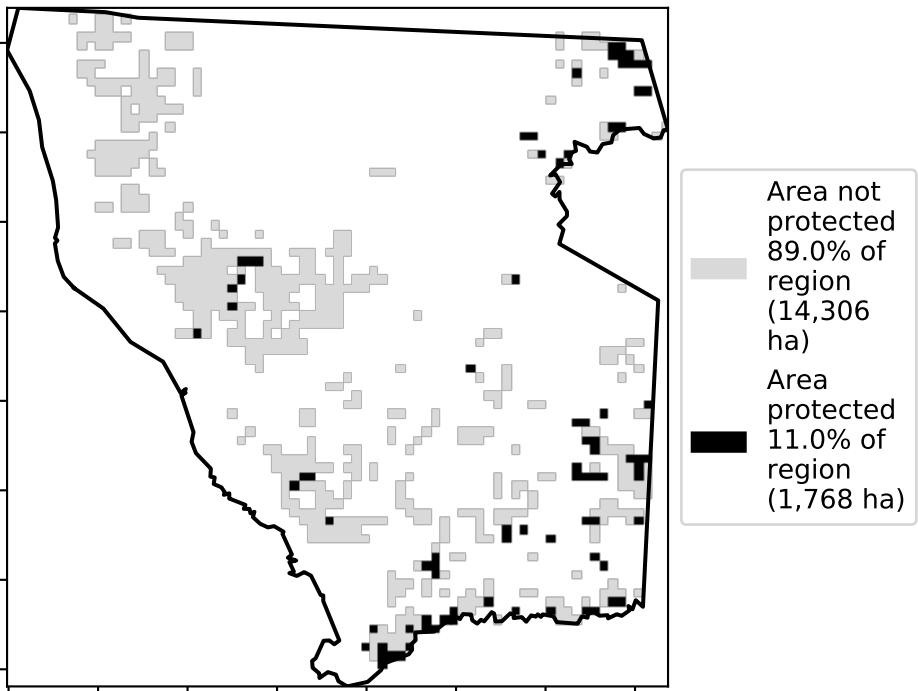 Area not
protected
89.0% of
region
(14,306
ha)
Area
protected
11.0% of
region
(1,768 ha)